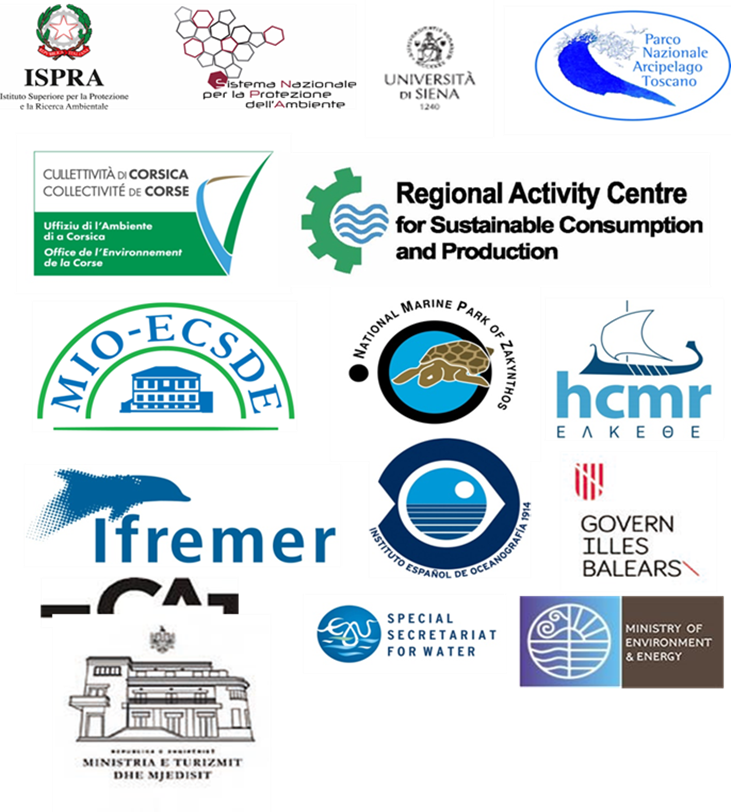 ISPRA
Istituto Superiore per la Protezione
e la Ricerca Ambientale
Sistema Nazionale
per la Protezione
dell'Ambiente
UNIVERSITÀ
DI SIENA
1240
Parco
Nazionale
Arcipelago
Toscano
CULLETTIVITÀ DI CORSICA
COLLECTIVITÉ DE CORSE
Uffiziu di l'Ambiente
di a Corsica
Office de l'Environnement
de la Corse
Regional Activity Centre
for Sustainable Consumption
and Production
MIO-ECSDE
NATIONAL MARINE PARK OF ZAKYNTHOS
hcmr
ΕΛΚΕΘΕ
Ifremer
INSTITUTO ESPAÑOL DE OCEANOGRAFÍA 1914
GOVERN
ILLES
BALEARS
SPECIAL
SECRETARIAT
FOR WATER
MINISTRY OF
ENVIRONMENT
& ENERGY
REPUBLIKA E SHQIPËRISË
MINISTRIA E TURIZMIT
DHE MJEDISIT